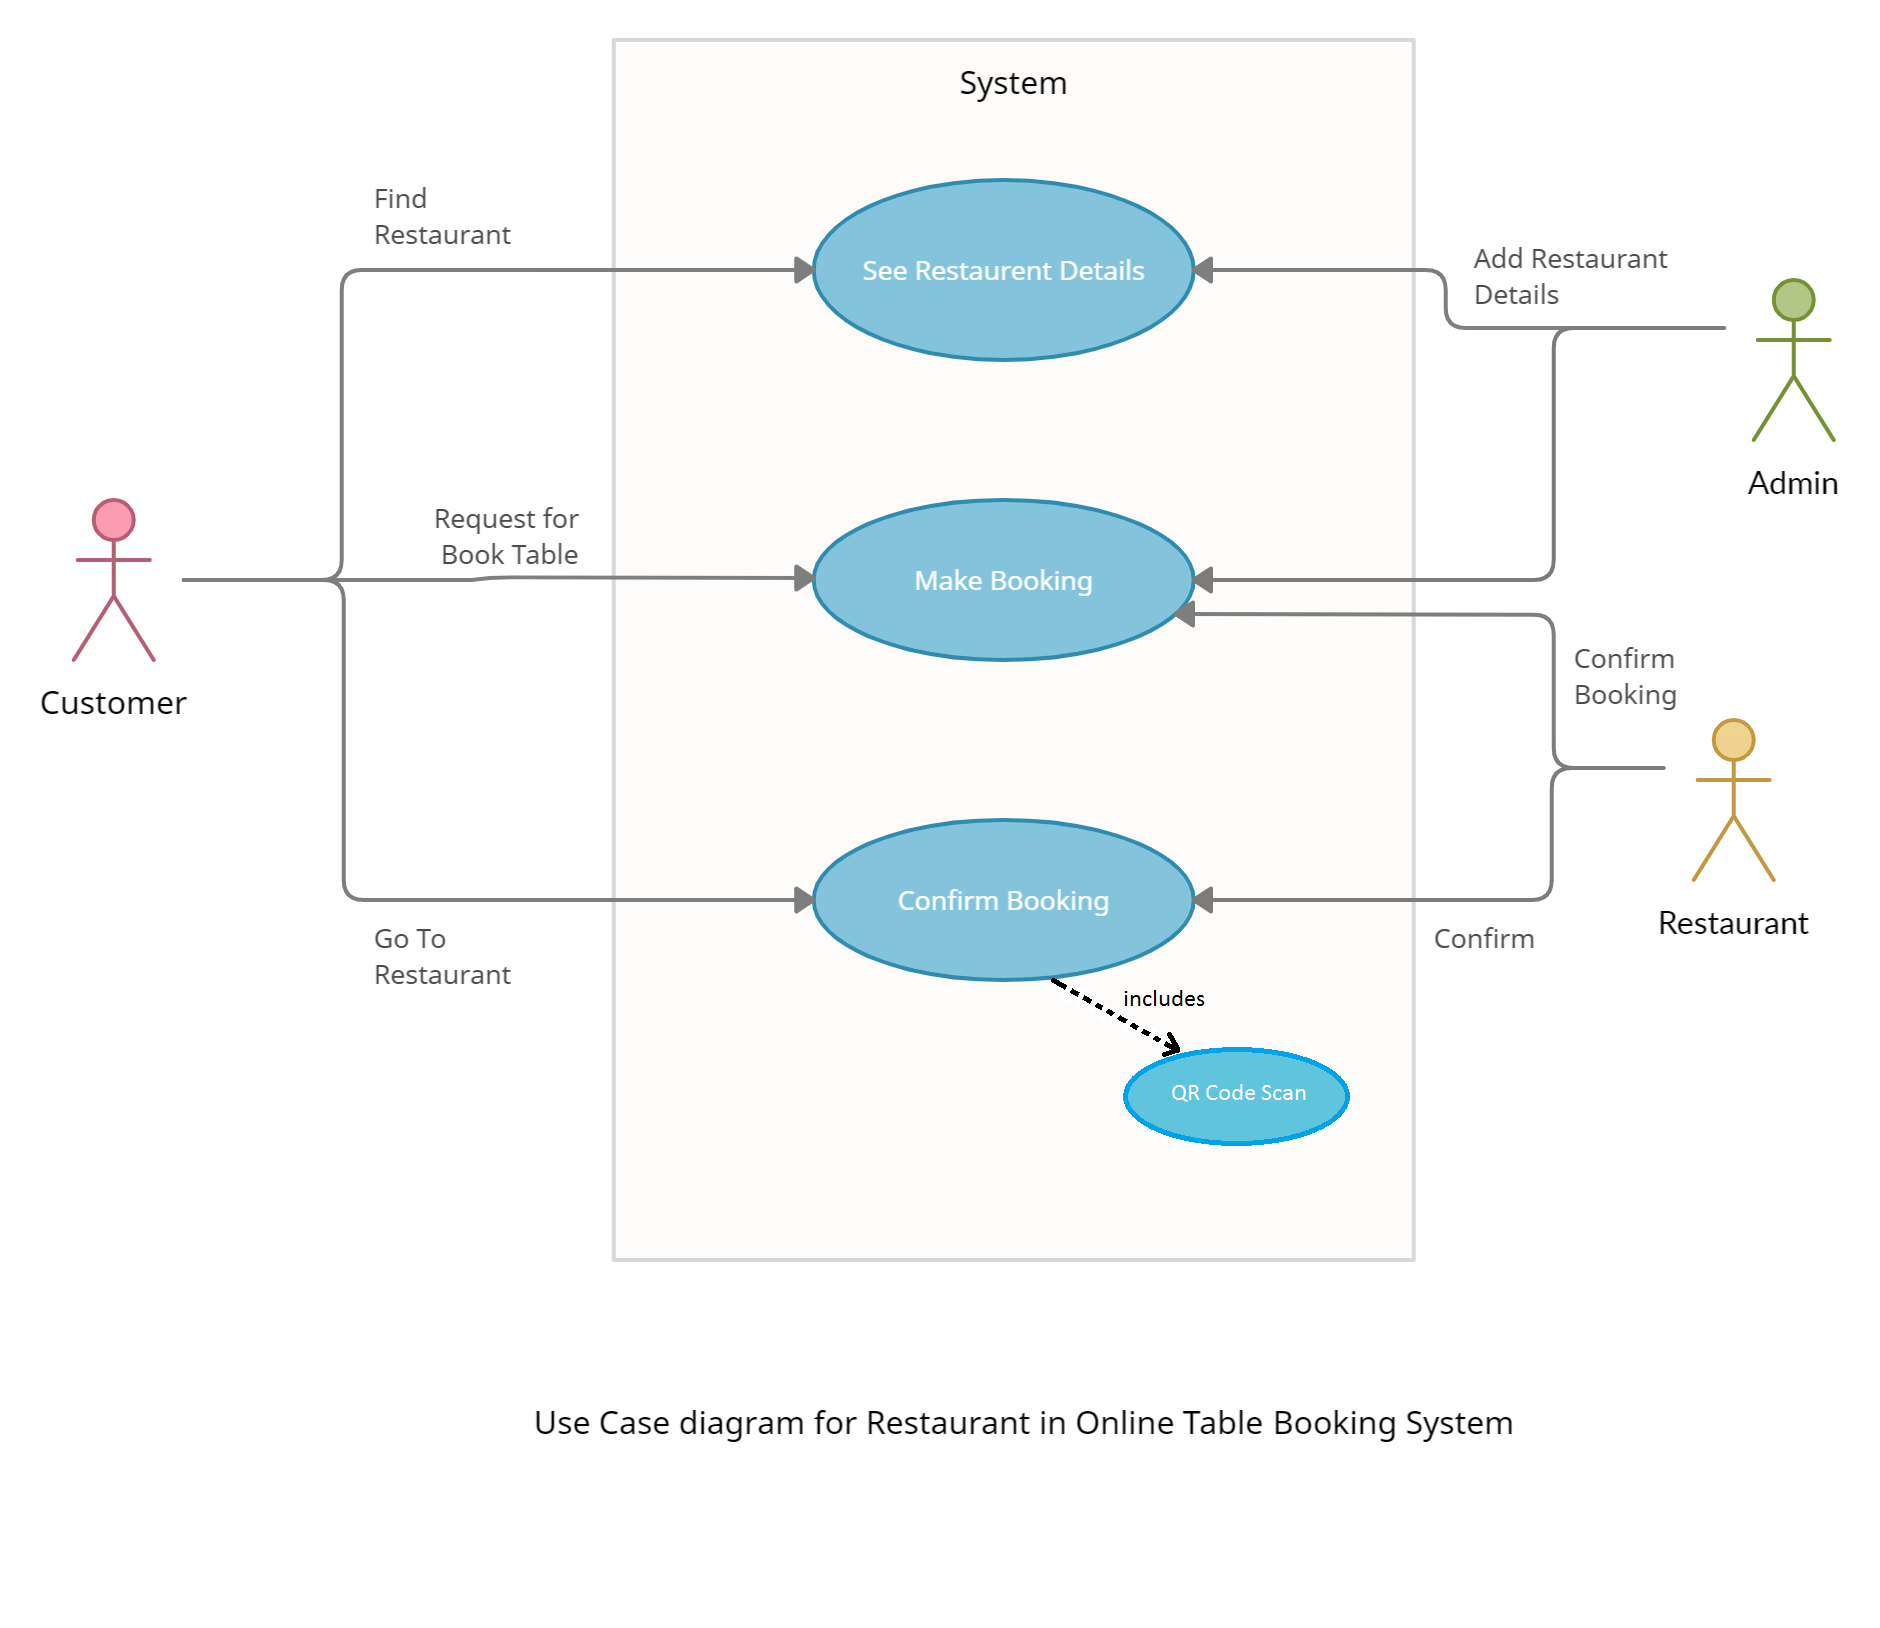 System
Find
Restaurant
See Restaurent Details
Add Restaurant
Details
Admin
Request for
Book Table
Make Booking
Customer
Confirm
Booking
Restaurant
Confirm Booking
Go To
Restaurant
Confirm
includes
QR Code Scan
Use Case diagram for Restaurant in Online Table Booking System